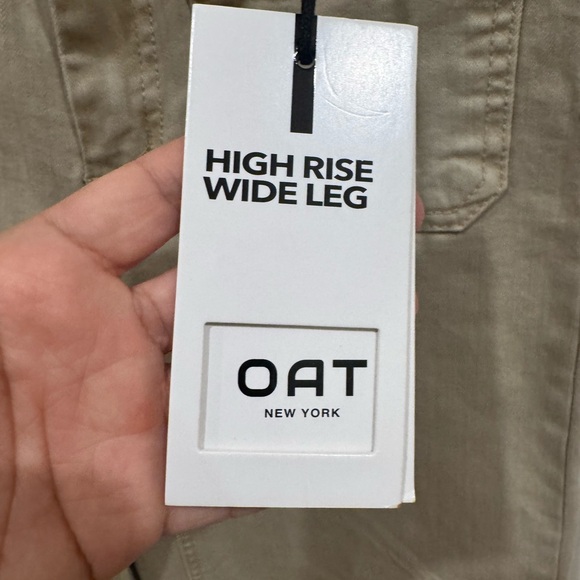 HIGH RISE
WIDE LEG
OAT
NEW YORK